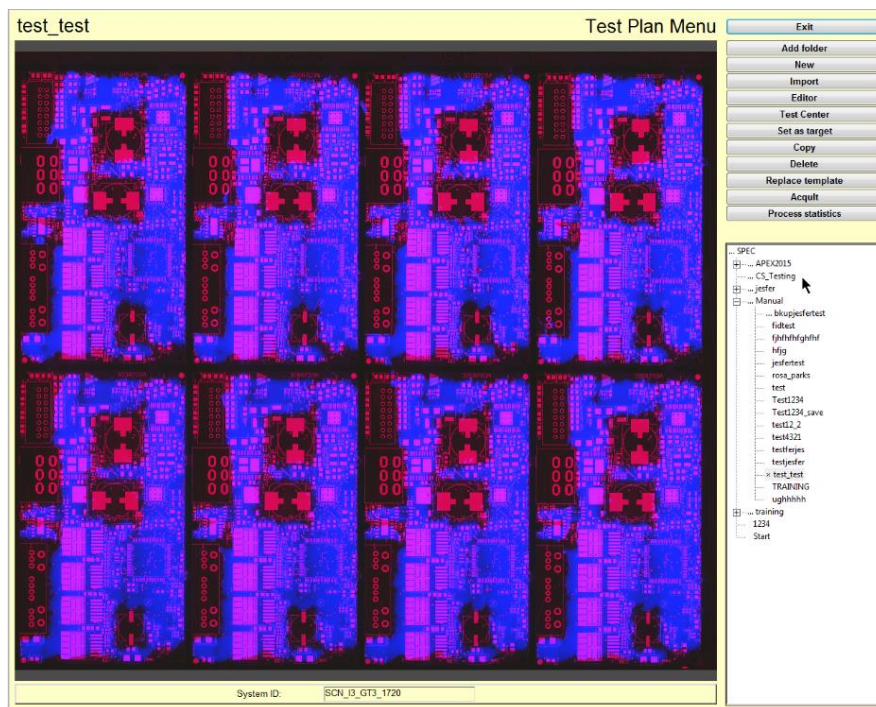 test_test
Test Plan Menu
Exit
Add folder
New
Import
Editor
Test Center
Set as target
Copy
Delete
Replace template
Acquit
Process statistics
... SPEC
... APEX2015
... CS_Testing
... jesfer
... Manual
... bkupjesfertest
fidtest
fjhfhfhfghfhf
hfjg
jesfertest
rosa_parks
test
Test1234
Test1234_save
test12_2
test4321
testferjes
testjesfer
× test_test
TRAINING
ughhhhh
... training
1234
Start
System ID:
SCN_I3_GT3_1720